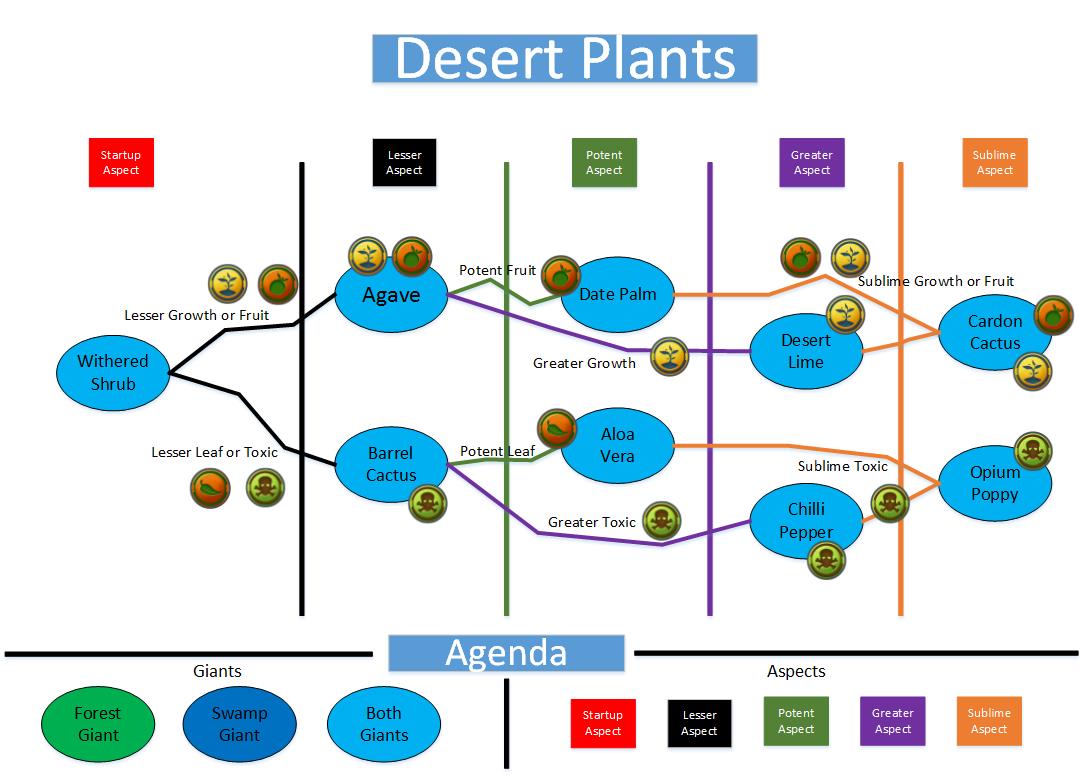 Desert Plants
Startup
Aspect
Lesser
Aspect
Potent
Aspect
Greater
Aspect
Sublime
Aspect
Potent Fruit
Sublime Growth or Fruit
Agave
Date Palm
Lesser Growth or Fruit
Cardon
Cactus
Desert
Lime
Withered
Shrub
Greater Growth
Lesser Leaf or Toxic
Barrel
Cactus
Potent Leaf
Aloa
Vera
Sublime Toxic
Opium
Poppy
Greater Toxic
Chilli
Pepper
Agenda
Giants
Aspects
Forest
Giant
Swamp
Giant
Both
Giants
Startup
Aspect
Lesser
Aspect
Potent
Aspect
Greater
Aspect
Sublime
Aspect